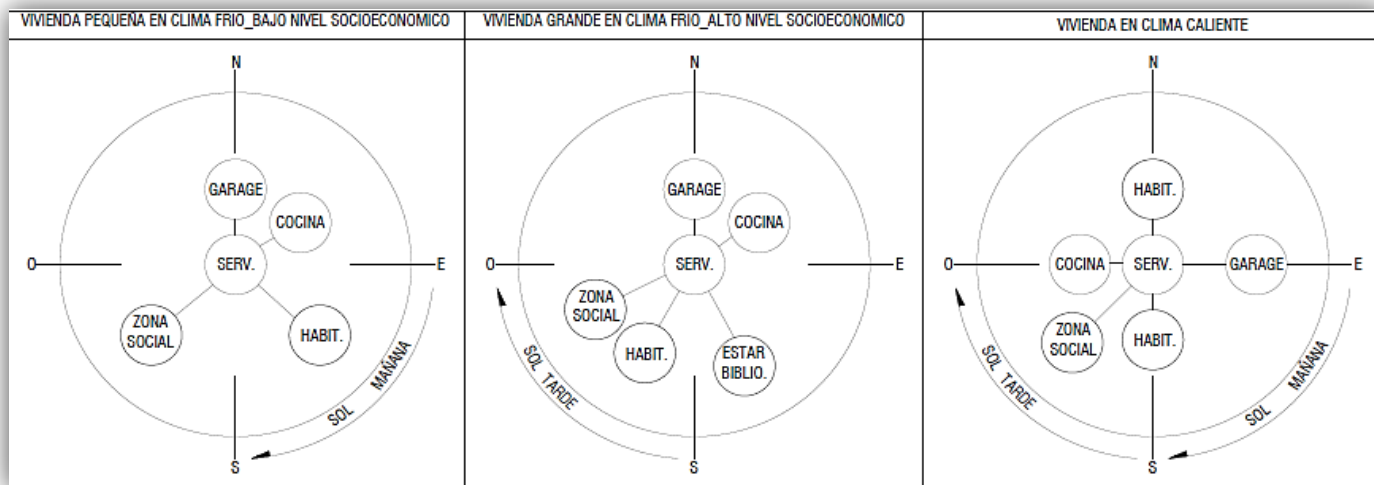 VIVIENDA PEQUEÑA EN CLIMA FRIO_BAJO NIVEL SOCIOECONOMICO
N
GARAGE
COCINA
O
SERV.
E
ZONA
SOCIAL
HABIT.
SOL MAÑANA
S
VIVIENDA GRANDE EN CLIMA FRIO_ALTO NIVEL SOCIOECONOMICO
N
GARAGE
COCINA
O
SERV.
E
ZONA
SOCIAL
HABIT.
ESTAR
BIBLIO.
SOL TARDE
S
VIVIENDA EN CLIMA CALIENTE
N
HABIT.
O
COCINA
SERV.
GARAGE
E
ZONA
SOCIAL
HABIT.
SOL TARDE
SOL MAÑANA
S